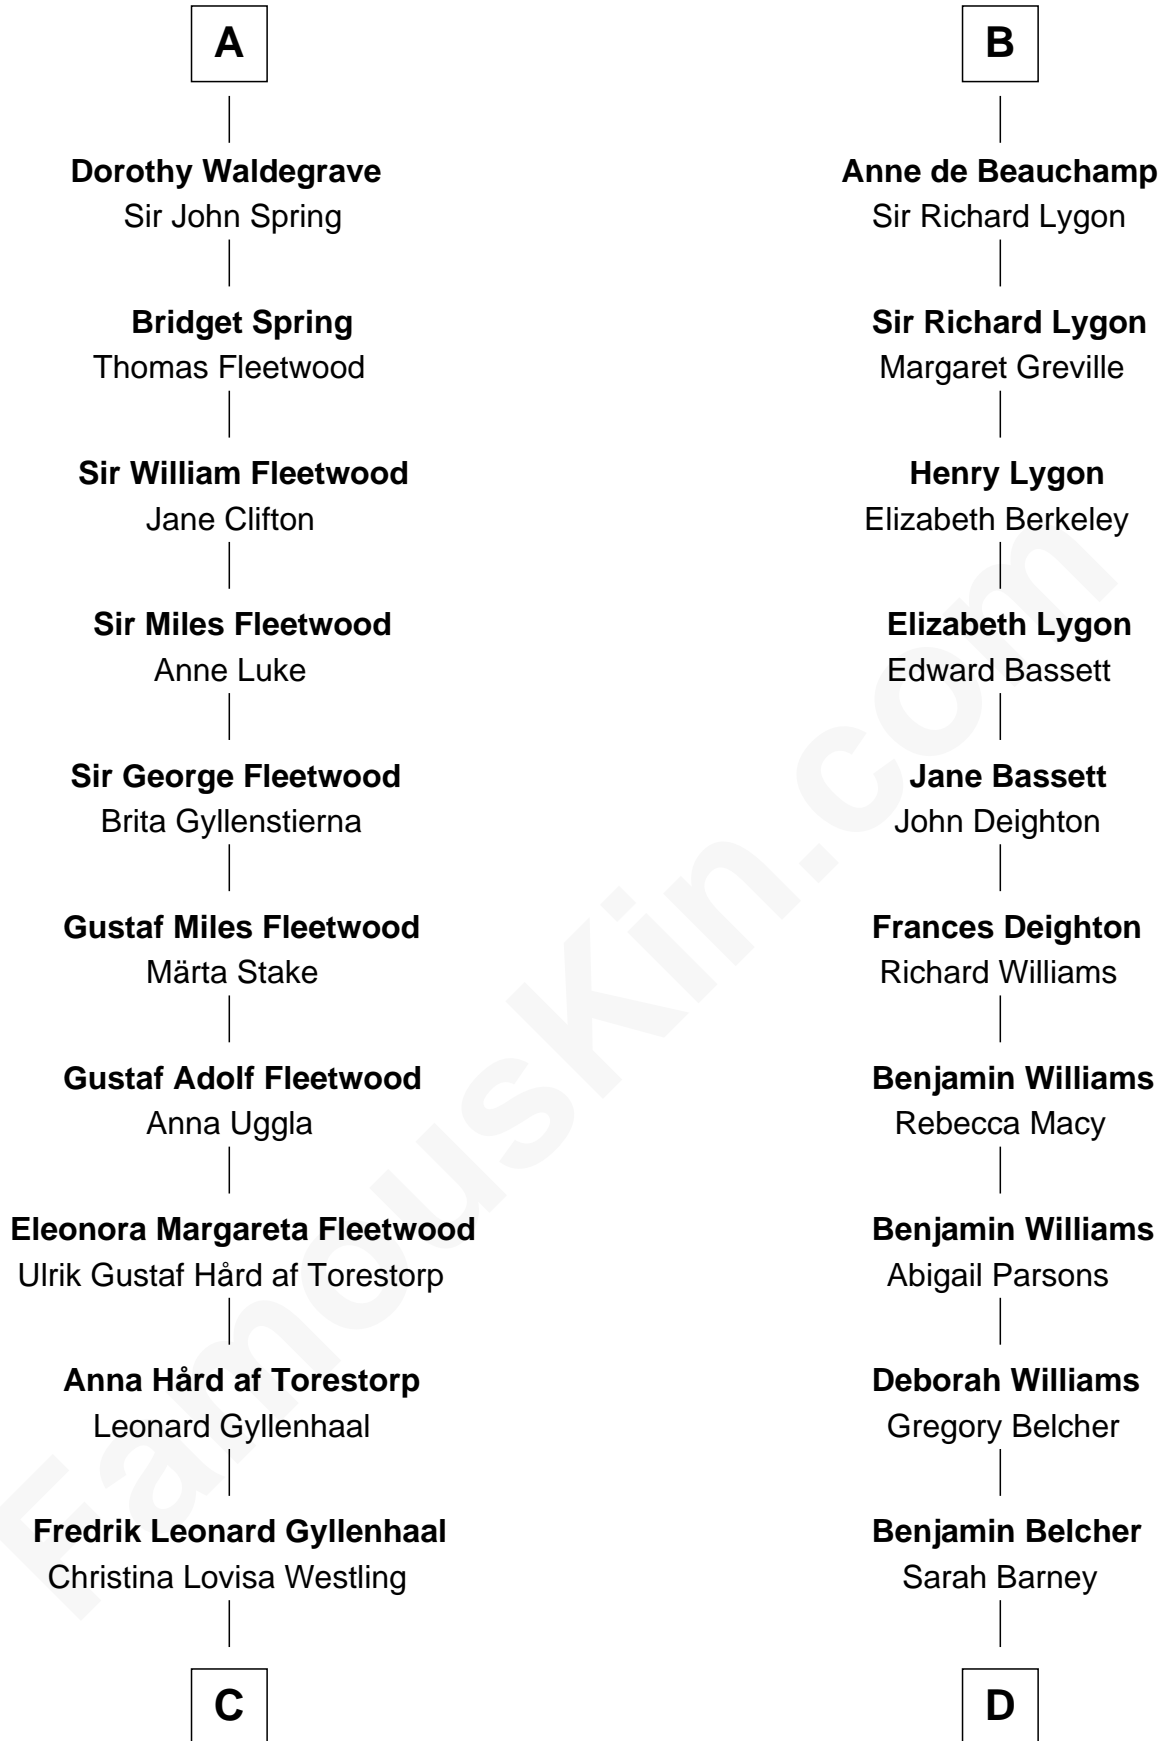 A
Dorothy Waldegrave
Sir John Spring
Bridget Spring
Thomas Fleetwood
Sir William Fleetwood
Jane Clifton
Sir Miles Fleetwood
Anne Luke
Sir George Fleetwood
Brita Gyllenstierna
Gustaf Miles Fleetwood
Märta Stake
Gustaf Adolf Fleetwood
Anna Uggla
Eleonora Margareta Fleetwood
Ulrik Gustaf Hård af Torestorp
Anna Hård af Torestorp
Leonard Gyllenhaal
Fredrik Leonard Gyllenhaal
Christina Lovisa Westling
C
B
Anne de Beauchamp
Sir Richard Lygon
Sir Richard Lygon
Margaret Greville
Henry Lygon
Elizabeth Berkeley
Elizabeth Lygon
Edward Bassett
Jane Bassett
John Deighton
Frances Deighton
Richard Williams
Benjamin Williams
Rebecca Macy
Benjamin Williams
Abigail Parsons
Deborah Williams
Gregory Belcher
Benjamin Belcher
Sarah Barney
D
FamousKin.com